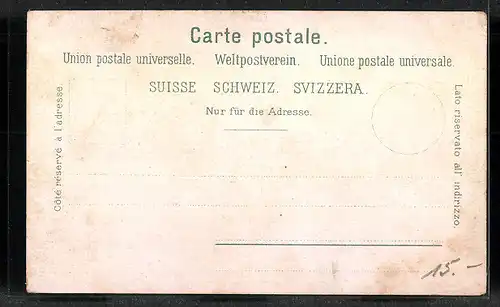 Carte postale.
Union postale universelle. Weltpostverein. Unione postale universale.
SUISSE SCHWEIZ. SVIZZERA.
Nur für die Adresse.
Côté réservé à l'adresse.
Lato riservato all' indirizzo.
15.-